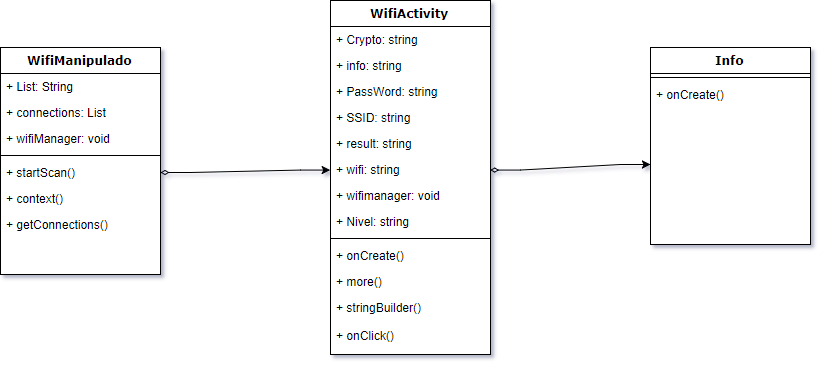 WifiManipulado
+ List: String
+ connections: List
+ wifiManager: void
+ startScan()
+ context()
+ getConnections()
WifiActivity
+ Crypto: string
+ info: string
+ PassWord: string
+ SSID: string
+ result: string
+ wifi: string
+ wifimanager: void
+ Nivel: string
+ onCreate()
+ more()
+ stringBuilder()
+ onClick()
Info
+ onCreate()